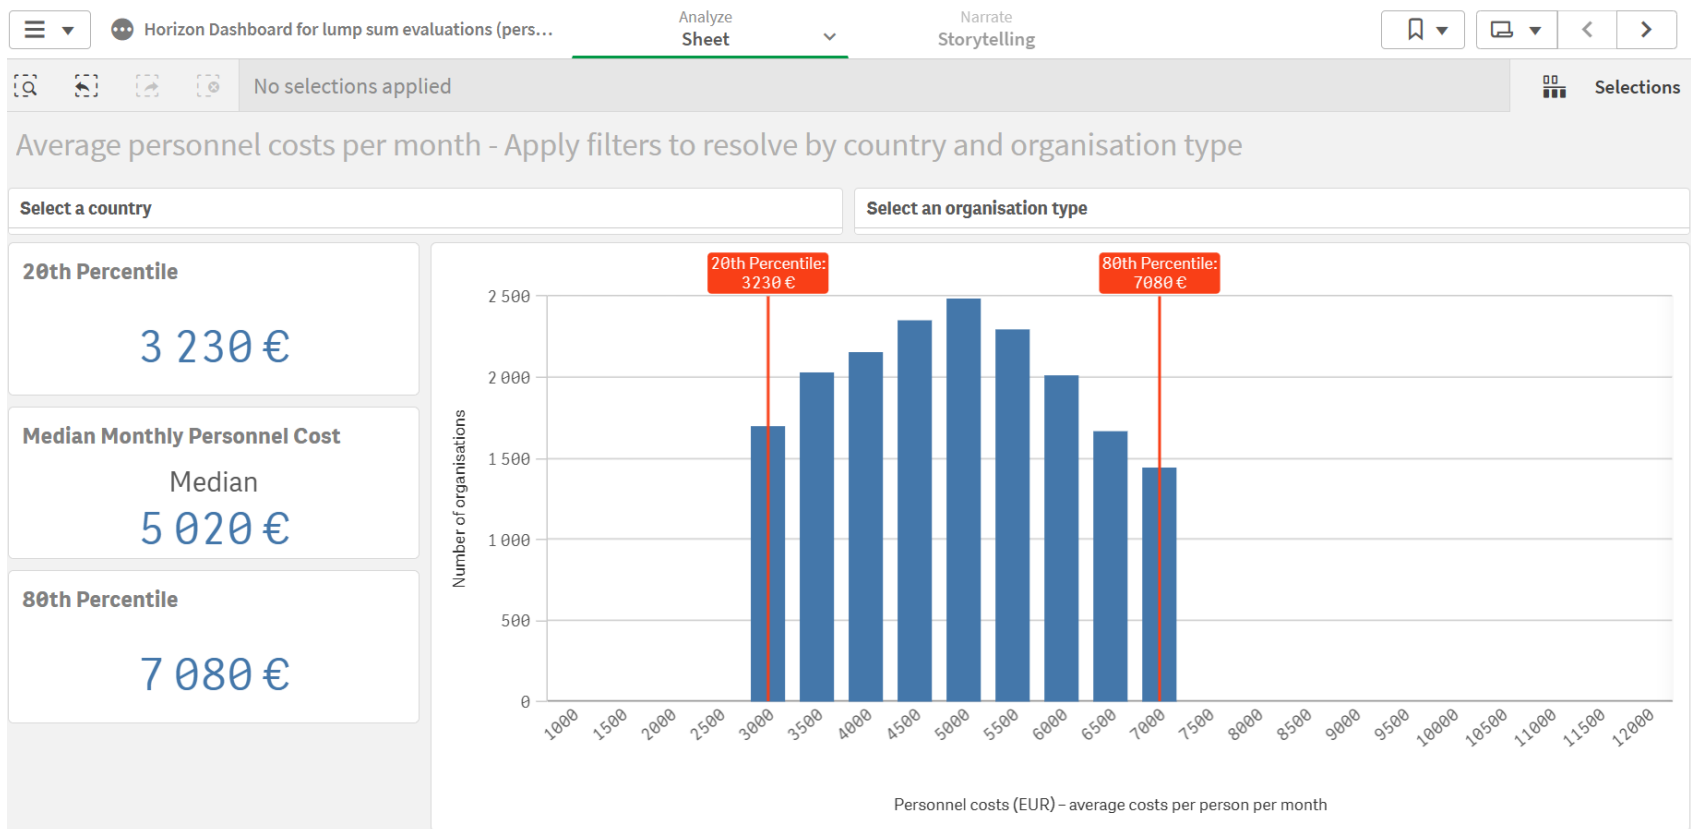 Horizon Dashboard for lump sum evaluations (pers...
Analyze
Sheet
Narrate
Storytelling
No selections applied
Selections
Average personnel costs per month - Apply filters to resolve by country and organisation type
Select a country
Select an organisation type
20th Percentile
3 230 €
Median Monthly Personnel Cost
Median
5 020 €
80th Percentile
7 080 €
20th Percentile:
3230 €
80th Percentile:
7080 €
Number of organisations
2 500
2 000
1 500
1 000
500
0
1000 1500 2000 2500 3000 3500 4000 4500 5000 5500 6000 6500 7000 7500 8000 8500 9000 9500 10000 10500 11000 11500 12000
Personnel costs (EUR) – average costs per person per month